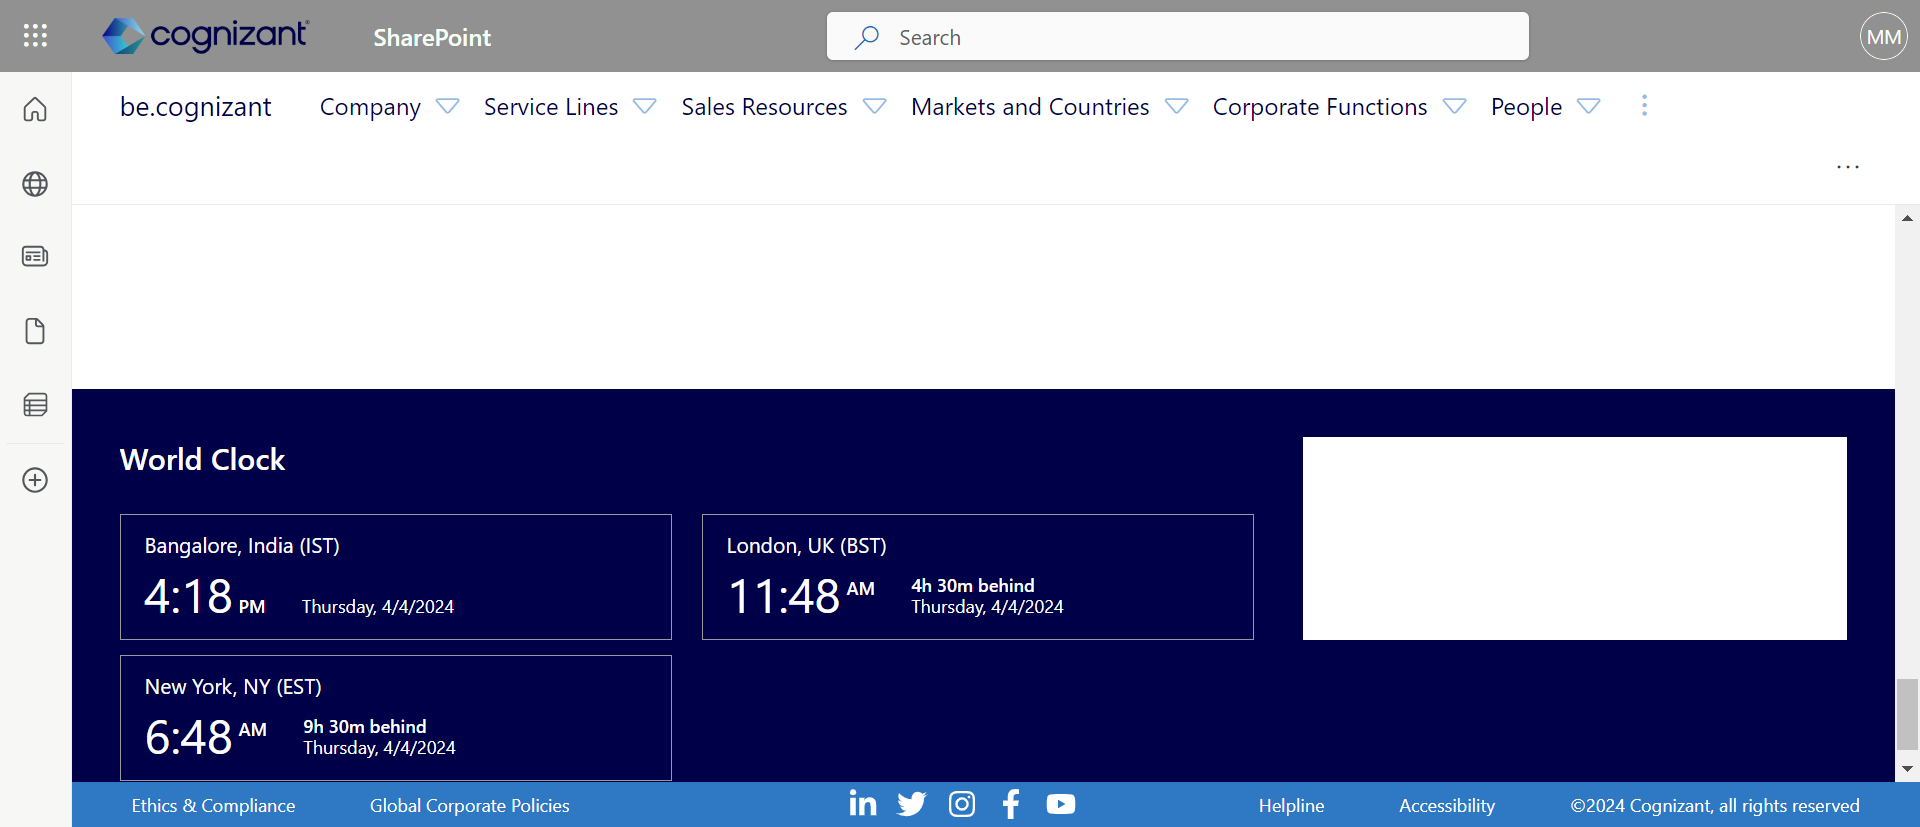 cognizant
SharePoint
Search
MM
be.cognizant
Company
Service Lines
Sales Resources
Markets and Countries
Corporate Functions
People
...
World Clock
Bangalore, India (IST)
4:18 PM
Thursday, 4/4/2024
London, UK (BST)
11:48 AM
4h 30m behind
Thursday, 4/4/2024
New York, NY (EST)
6:48 AM
9h 30m behind
Thursday, 4/4/2024
Ethics & Compliance
Global Corporate Policies
Helpline
Accessibility
©2024 Cognizant, all rights reserved